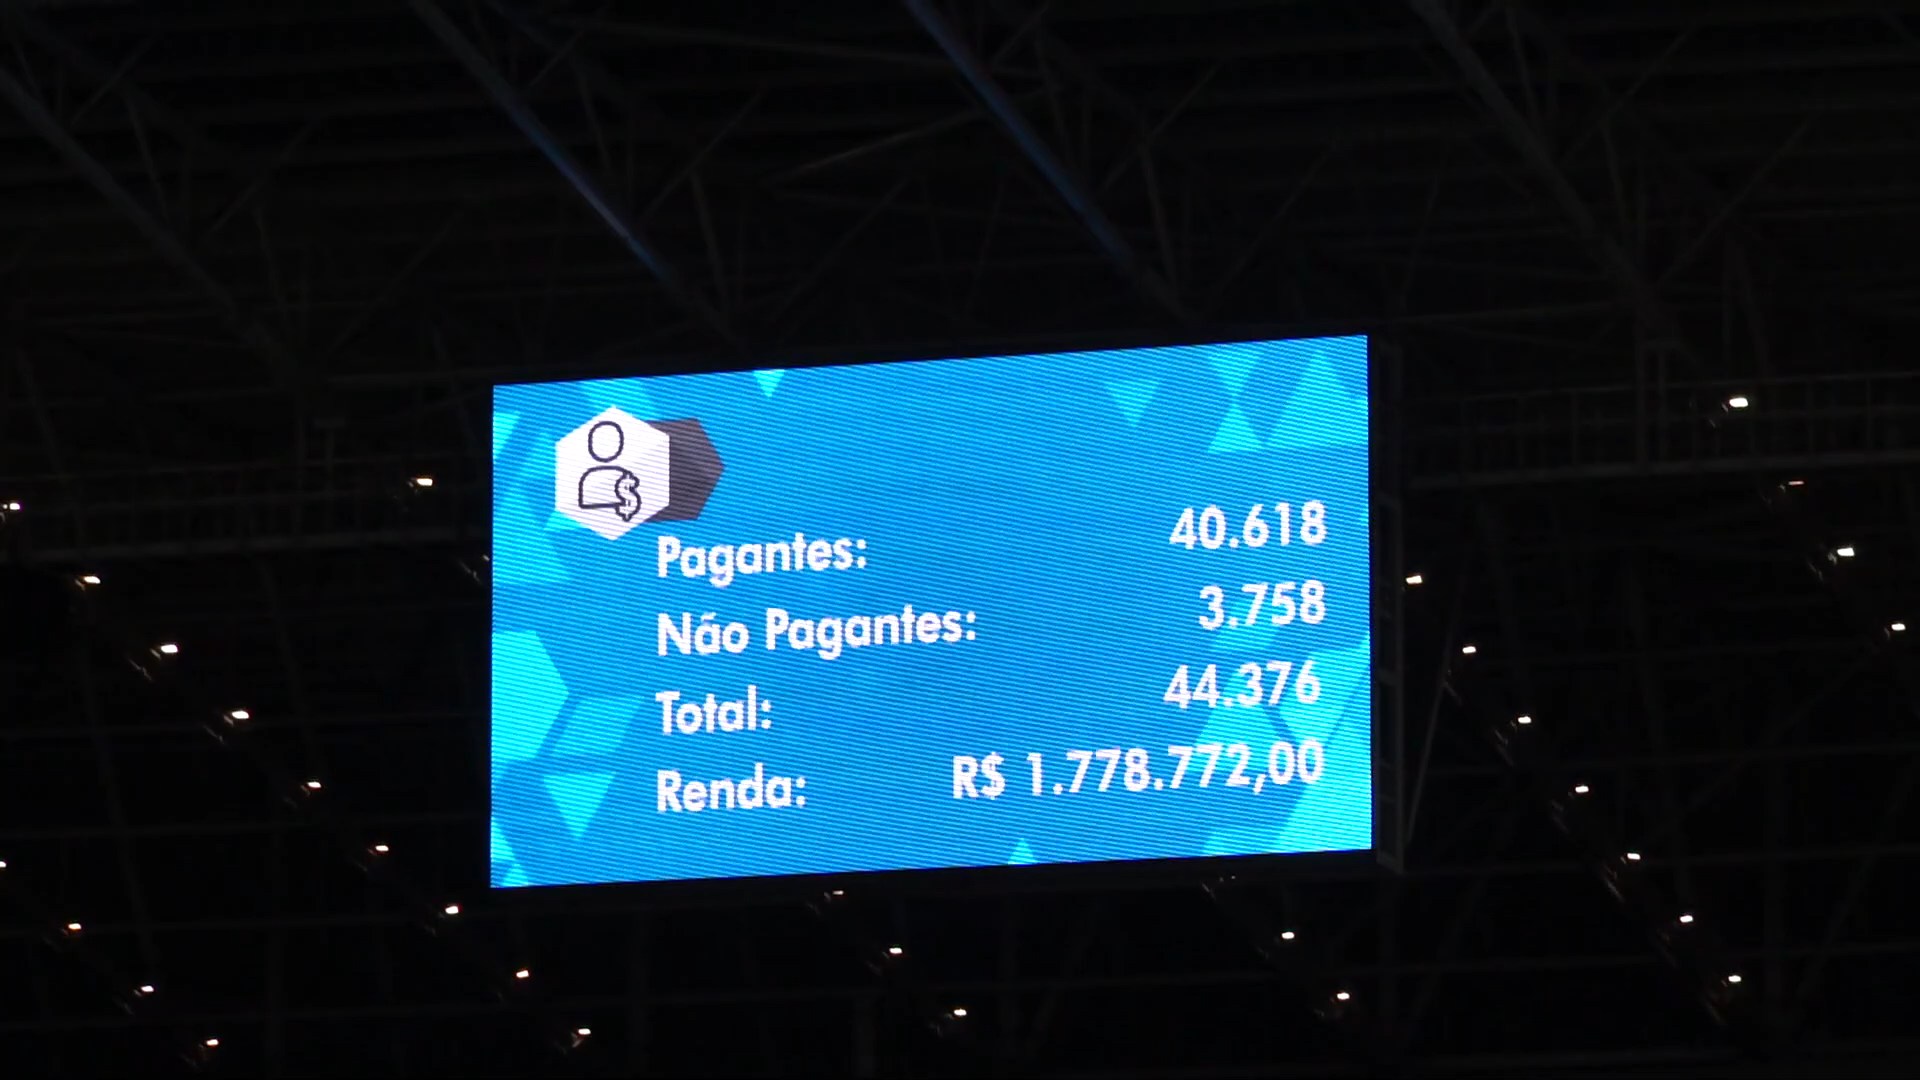 Pagantes: 40.618
Não Pagantes: 3.758
Total: 44.376
Renda: R$ 1.778.772,00